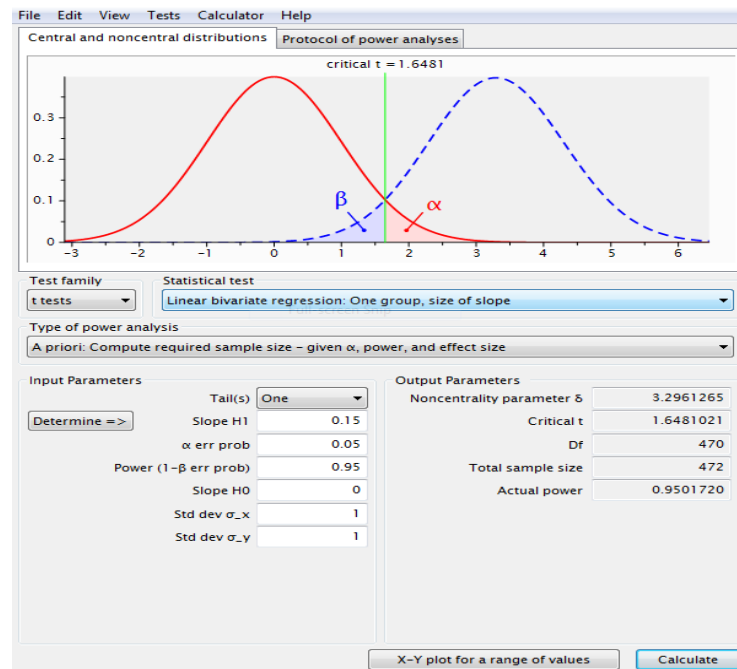 File Edit View Tests Calculator Help
Central and noncentral distributions Protocol of power analyses
critical t = 1.6481
0.3
0.2
0.1
0
β
α
-3 -2 -1 0 1 2 3 4 5 6
Test family Statistical test
t tests Linear bivariate regression: One group, size of slope
Type of power analysis
A priori: Compute required sample size - given α, power, and effect size
Input Parameters
Tail(s) One
Determine => Slope H1 0.15
α err prob 0.05
Power (1-β err prob) 0.95
Slope H0 0
Std dev σ_x 1
Std dev σ_y 1
Output Parameters
Noncentrality parameter δ 3.2961265
Critical t 1.6481021
Df 470
Total sample size 472
Actual power 0.9501720
X-Y plot for a range of values Calculate